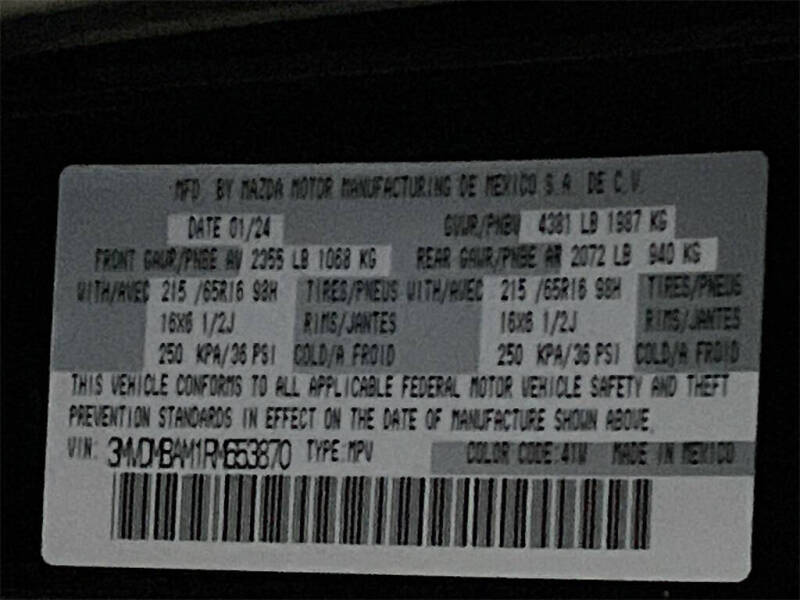 MFD. BY MAZDA MOTOR MANUFACTURING DE MEXICO S.A. DE C.V.
DATE 01/24 GVWR/PNBV 4381 LB 1987 KG
FRONT GAWR/PNBE AV 2355 LB 1068 KG REAR GAWR/PNBE AR 2072 LB 940 KG
WITH/AVEC 215 /65R16 98H TIRES/PNEUS WITH/AVEC 215 /65R16 98H TIRES/PNEUS
16X6 1/2J RIMS/JANTES 16X6 1/2J RIMS/JANTES
250 KPA/36 PSI COLD/A FROID 250 KPA/36 PSI COLD/A FROID
THIS VEHICLE CONFORMS TO ALL APPLICABLE FEDERAL MOTOR VEHICLE SAFETY AND THEFT
PREVENTION STANDARDS IN EFFECT ON THE DATE OF MANUFACTURE SHOWN ABOVE.
VIN: 3MVDMBAM1RM653870 TYPE:MPV COLOR CODE:41W MADE IN MEXICO